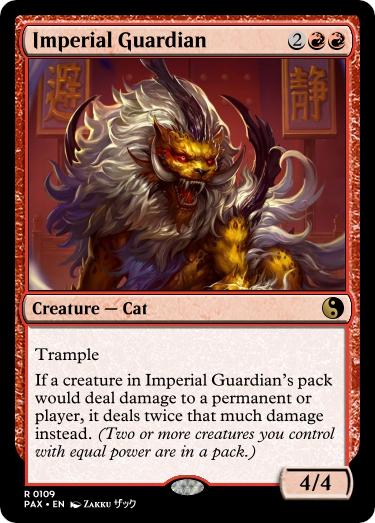 Imperial Guardian 2
静
Creature — Cat
Trample
If a creature in Imperial Guardian's pack
would deal damage to a permanent or
player, it deals twice that much damage
instead. (Two or more creatures you control
with equal power are in a pack.)
4/4
R 0109
PAX • EN Zakku ザック